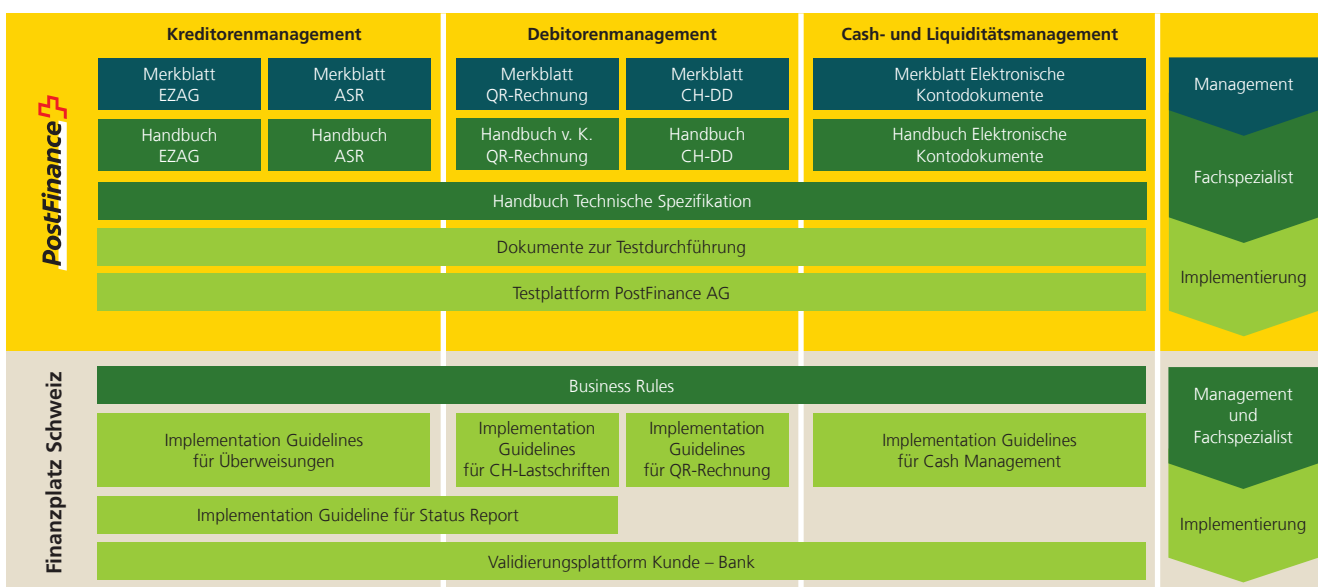 Kreditorenmanagement
Debitorenmanagement
Cash- und Liquiditätsmanagement
PostFinance
Merkblatt
EZAG
Merkblatt
ASR
Merkblatt
QR-Rechnung
Merkblatt
CH-DD
Merkblatt Elektronische
Kontodokumente
Management
Handbuch
EZAG
Handbuch
ASR
Handbuch v. K.
QR-Rechnung
Handbuch
CH-DD
Handbuch Elektronische
Kontodokumente
Fachspezialist
Handbuch Technische Spezifikation
Dokumente zur Testdurchführung
Testplattform PostFinance AG
Implementierung
Finanzplatz Schweiz
Business Rules
Management
und
Fachspezialist
Implementation Guidelines
für Überweisungen
Implementation
Guidelines
für CH-Lastschriften
Implementation
Guidelines
für QR-Rechnung
Implementation Guidelines
für Cash Management
Implementation Guideline für Status Report
Implementierung
Validierungsplattform Kunde – Bank